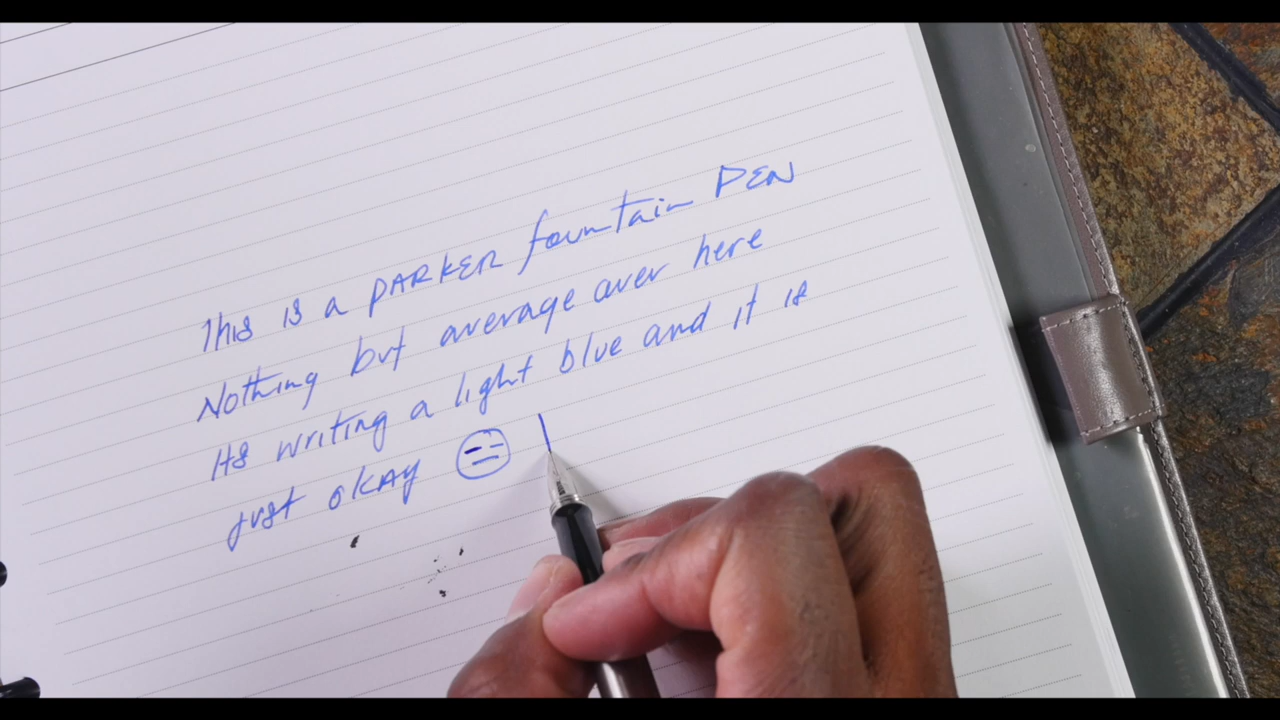 This is a PARKER fountain PEN
Nothing but average over here
Its writing a light blue and it is
just okay